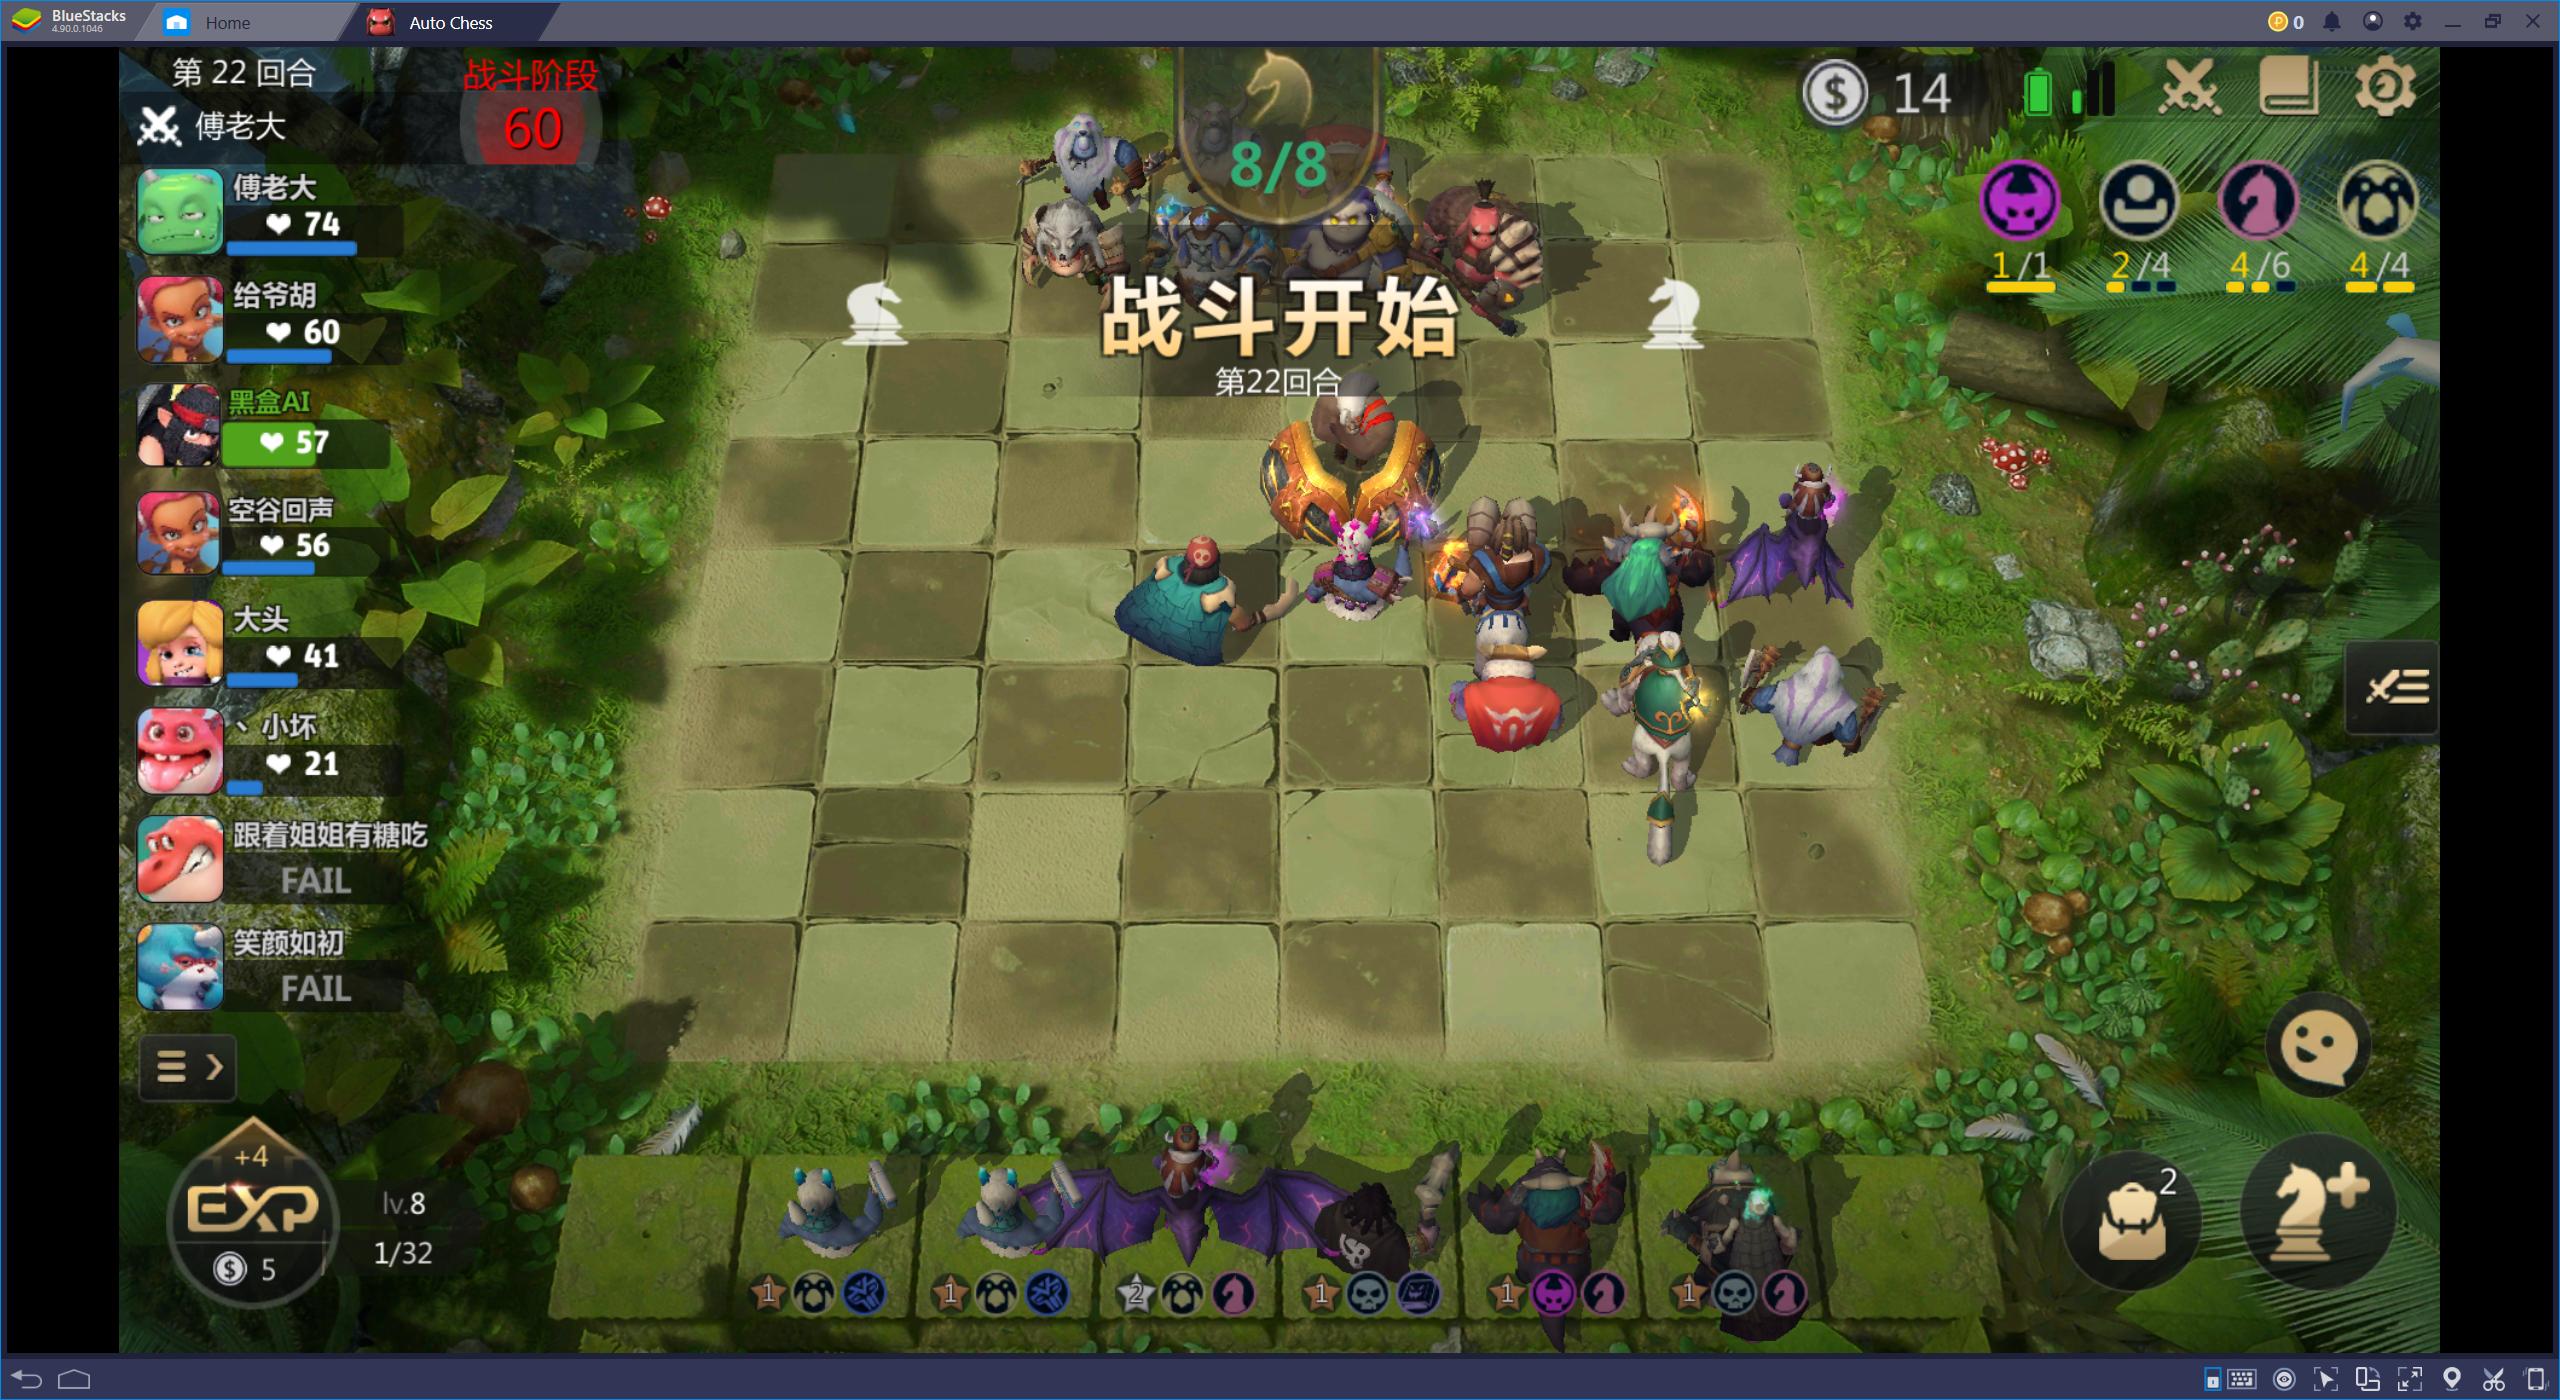 BlueStacks
4.90.0.1046
Home
Auto Chess
0
第 22 回合
战斗阶段
60
傅老大
8/8
14
傅老大
74
1/1
2/4
4/6
4/4
给爷胡
60
战斗开始
第22回合
黑盒AI
57
空谷回声
56
大头
41
丶小坏
21
跟着姐姐有糖吃
FAIL
笑颜如初
FAIL
+4
EXP
5
lv.8
1/32
2
1
1
2
1
1
1